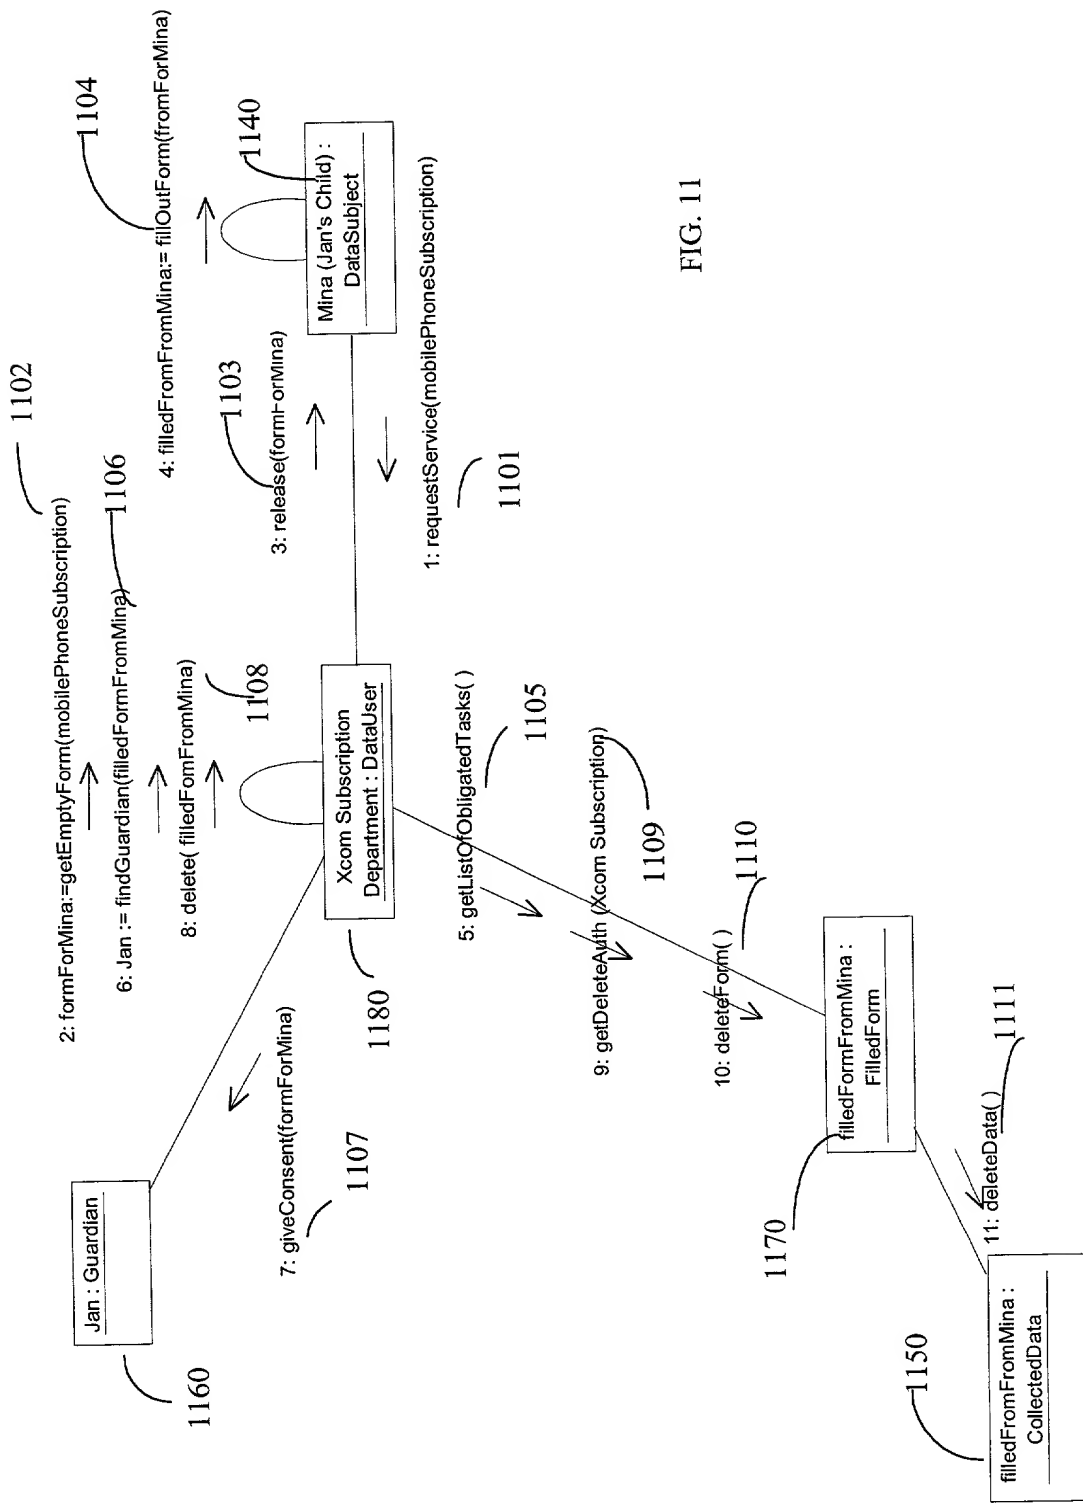 1102
2: formForMina:=getEmptyForm(mobilePhoneSubscription)
6: Jan := findGuardian(filledFormFromMina)
1106
8: delete( filledFomFromMina)
1108
1104
4: filledFromFromMina:= fillOutForm(fromForMina)
1103
3: release(formForMina)
1140
Mina (Jan's Child) :
DataSubject
1: requestService(mobilePhoneSubscription)
1101
Xcom Subscription
Department : DataUser
1180
Jan : Guardian
1160
7: giveConsent(formForMina)
1107
5: getListOfObligatedTasks( )
1105
9: getDeleteAuth (Xcom Subscription)
1109
10: deleteForm( )
1110
filledFormFromMina :
FilledForm
1170
11: deleteData( )
1111
filledFromFromMina :
CollectedData
1150
FIG. 11